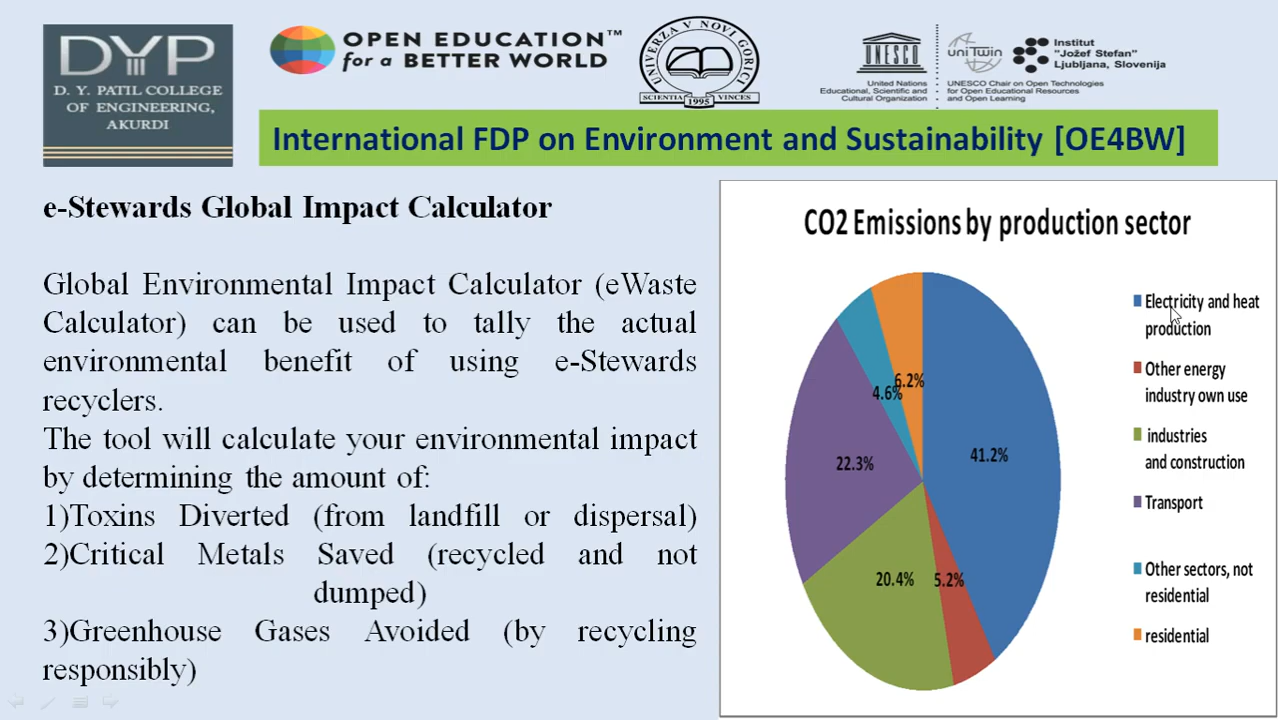 DYP
D. Y. PATIL COLLEGE
OF ENGINEERING,
AKURDI
OPEN EDUCATION™
for a BETTER WORLD
UNIVERZA V NOVI GORICI
SCIENTIA VINCES
1995
UNESCO
United Nations
Educational, Scientific and
Cultural Organization
uniTwin
Institut
"Jožef Stefan"
Ljubljana, Slovenija
UNESCO Chair on Open Technologies
for Open Educational Resources
and Open Learning
International FDP on Environment and Sustainability [OE4BW]
e-Stewards Global Impact Calculator
Global Environmental Impact Calculator (eWaste
Calculator) can be used to tally the actual
environmental benefit of using e-Stewards
recyclers.
The tool will calculate your environmental impact
by determining the amount of:
1)Toxins Diverted (from landfill or dispersal)
2)Critical Metals Saved (recycled and not
dumped)
3)Greenhouse Gases Avoided (by recycling
responsibly)
CO2 Emissions by production sector
6.2%
4.6%
41.2%
22.3%
20.4%
5.2%
Electricity and heat
production
Other energy
industry own use
industries
and construction
Transport
Other sectors, not
residential
residential